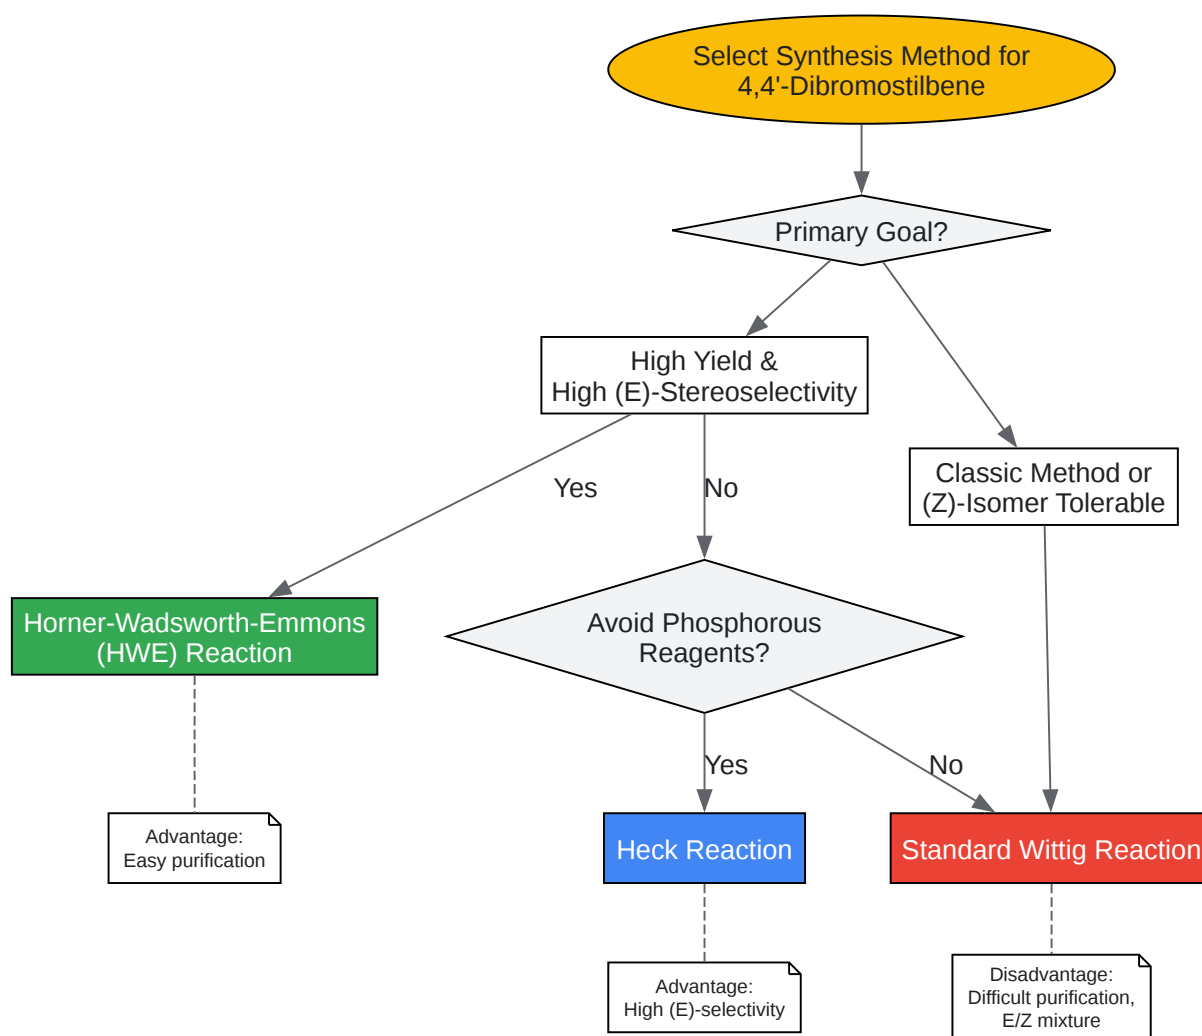 Select Synthesis Method for
4,4'-Dibromostilbene
Primary Goal?
High Yield &
High (E)-Stereoselectivity
Classic Method or
(Z)-Isomer Tolerable
Yes
No
Horner-Wadsworth-Emmons
(HWE) Reaction
Avoid Phosphorous
Reagents?
Yes
No
Advantage:
Easy purification
Heck Reaction
Standard Wittig Reaction
Advantage:
High (E)-selectivity
Disadvantage:
Difficult purification,
E/Z mixture